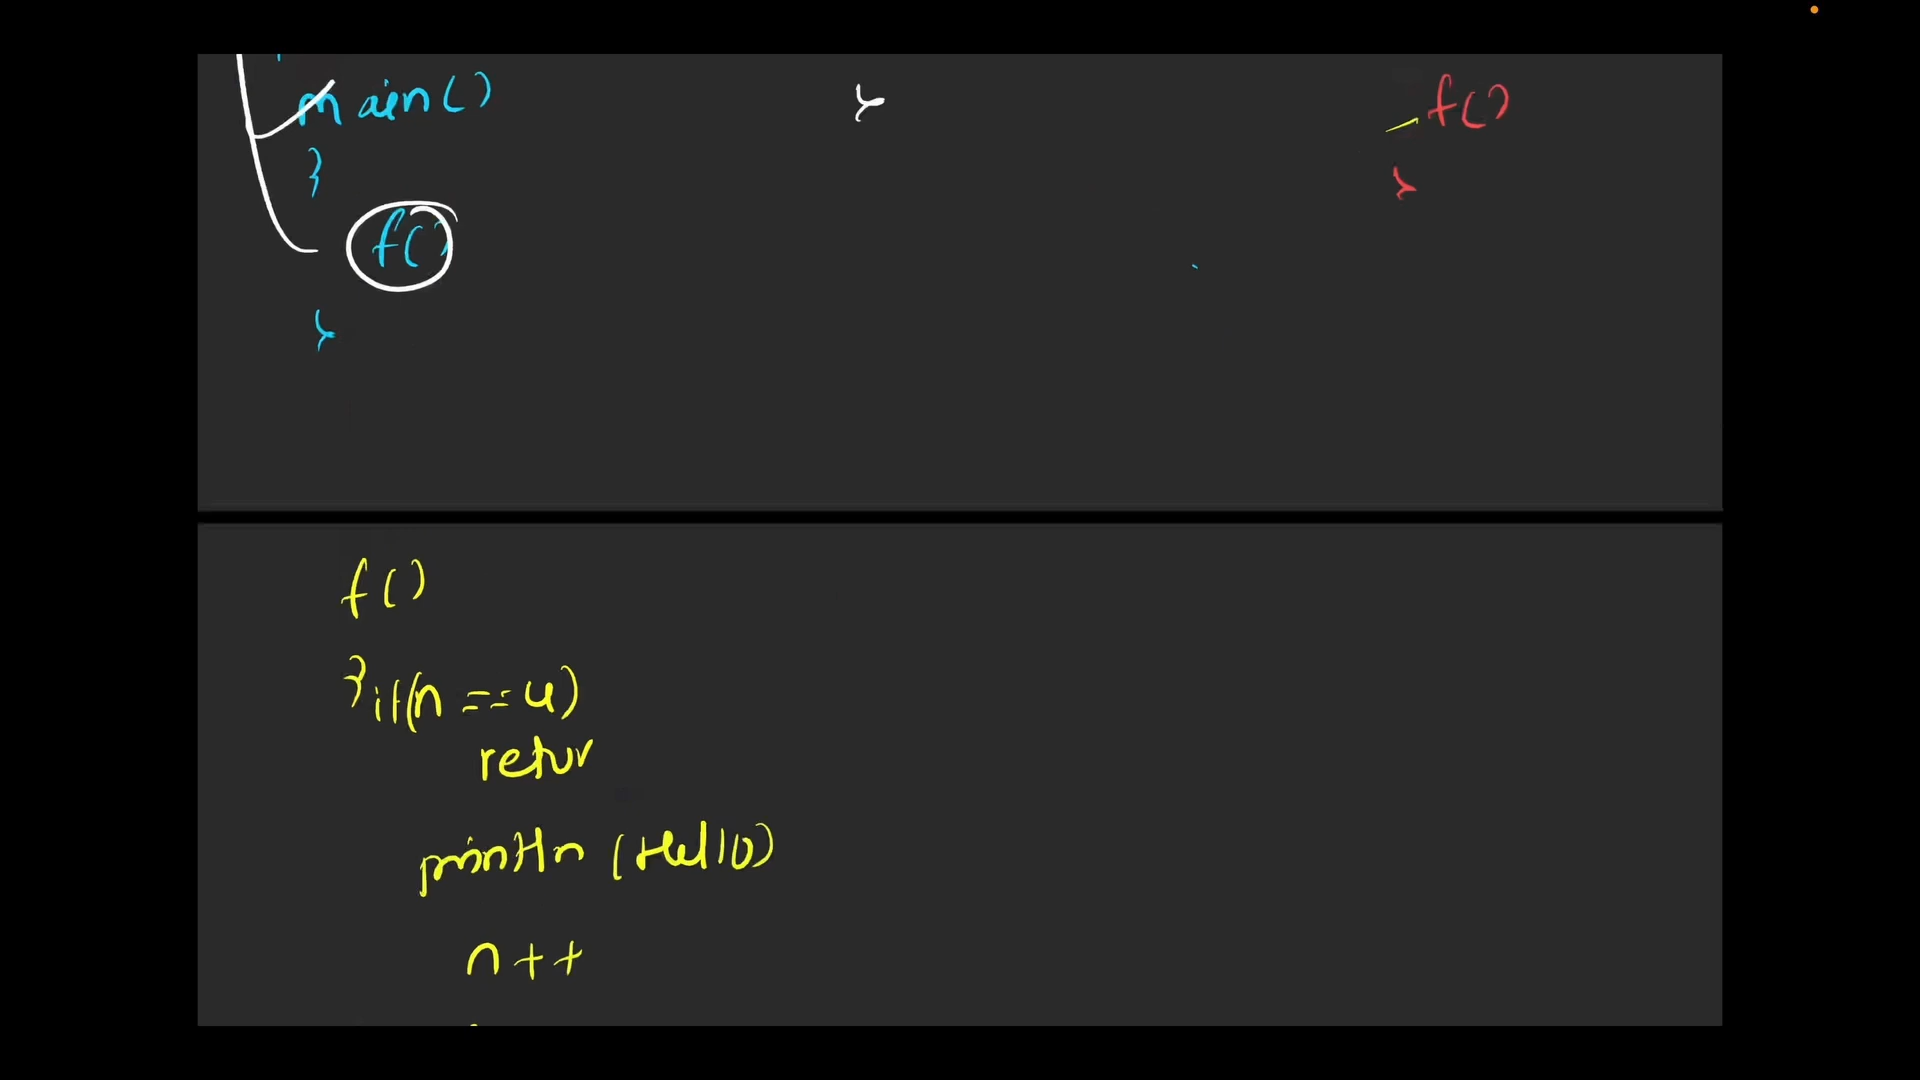 main()
{
f()
}
}
f()
}
f()
{ if(n == 4)
retur
println (Hello)
n++